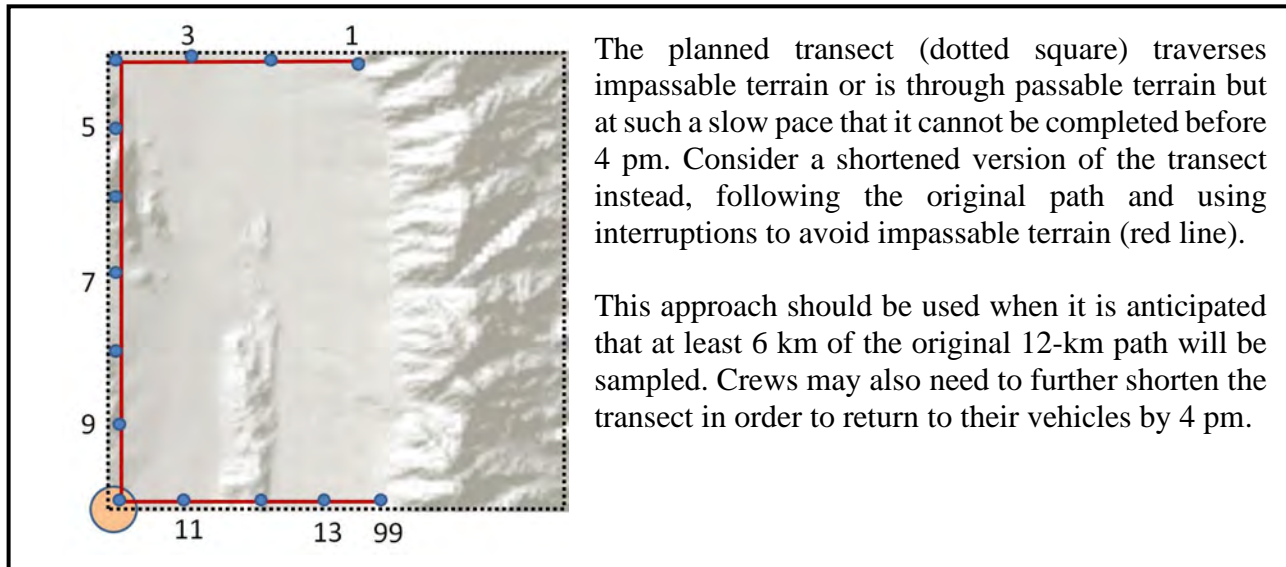 3 1
5
7
9
11 13 99
The planned transect (dotted square) traverses
impassable terrain or is through passable terrain but
at such a slow pace that it cannot be completed before
4 pm. Consider a shortened version of the transect
instead, following the original path and using
interruptions to avoid impassable terrain (red line).
This approach should be used when it is anticipated
that at least 6 km of the original 12-km path will be
sampled. Crews may also need to further shorten the
transect in order to return to their vehicles by 4 pm.